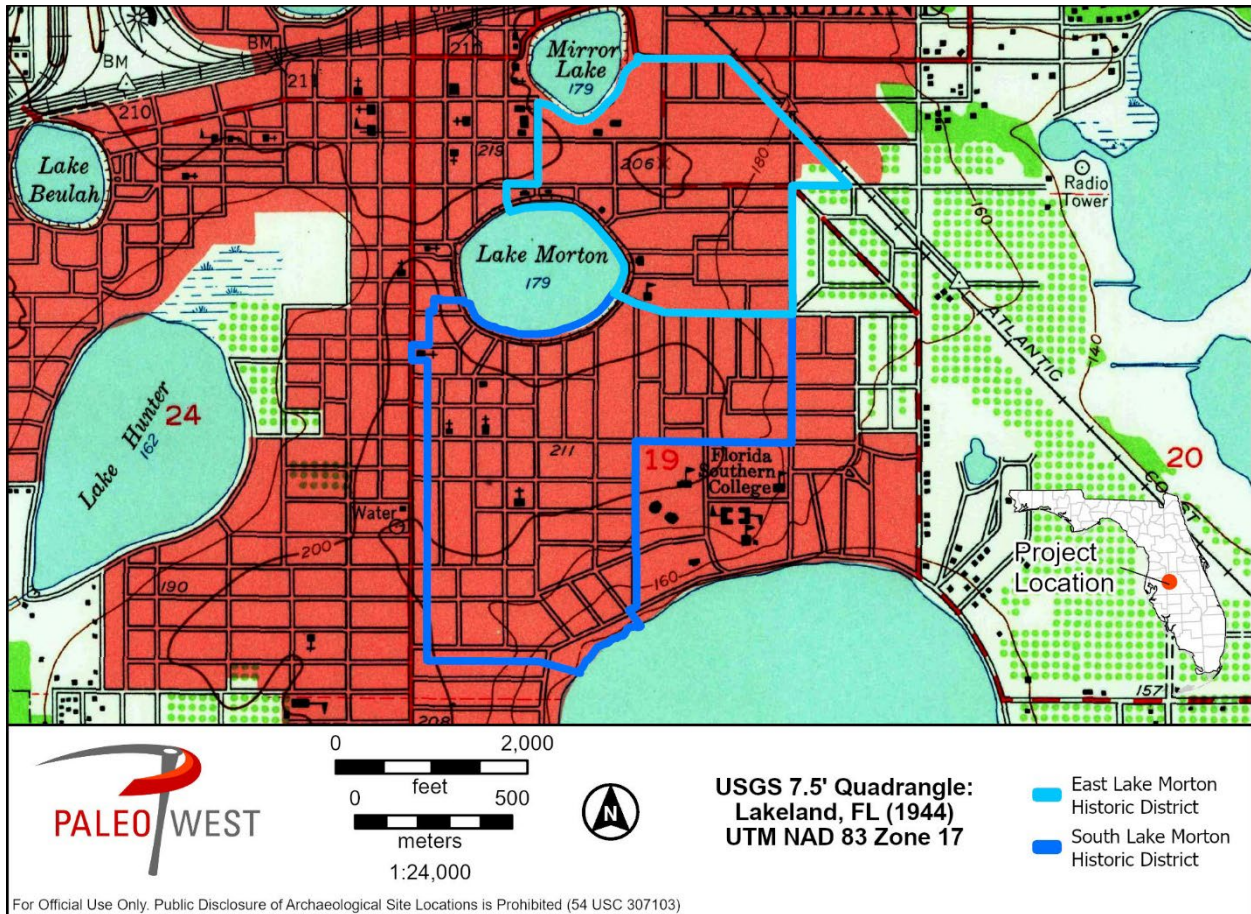 LAKELAND
BM
BM
211
210
Mirror
Lake
179
219
206
180
Lake
Beulah
Radio
Tower
160
Lake Morton
179
ATLANTIC
COAST
140
Lake Hunter
162
24
211
19
20
Florida
Southern
College
Water
200
190
160
208
157
Project
Location
PALEO WEST
0 2,000
feet
0 500
meters
1:24,000
N
USGS 7.5' Quadrangle:
Lakeland, FL (1944)
UTM NAD 83 Zone 17
East Lake Morton
Historic District
South Lake Morton
Historic District
For Official Use Only. Public Disclosure of Archaeological Site Locations is Prohibited (54 USC 307103)